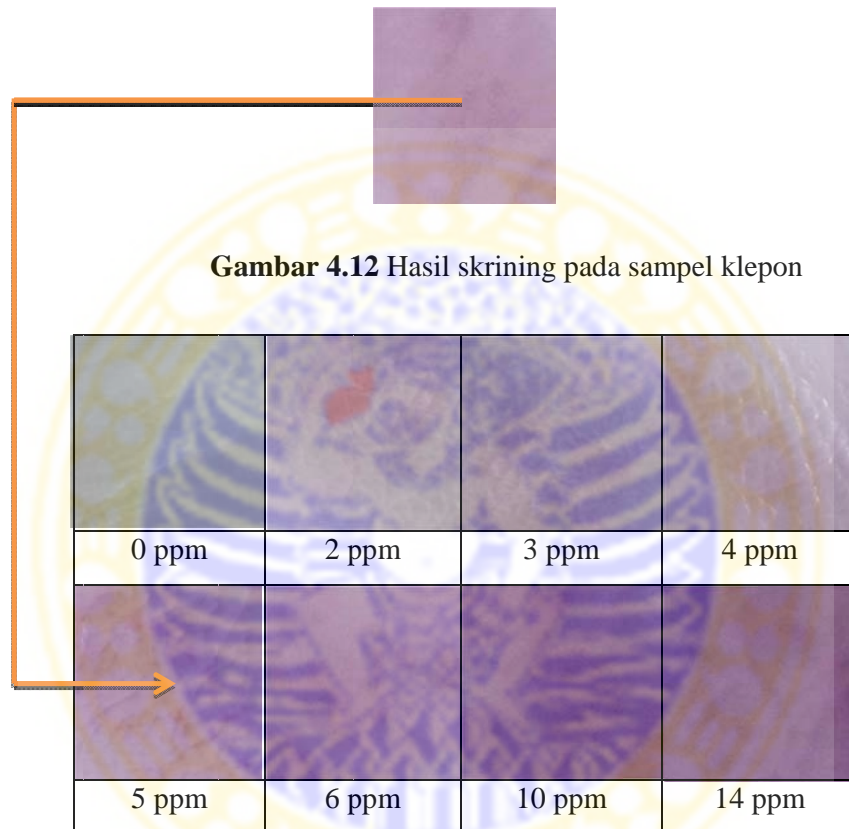 Gambar 4.12 Hasil skrining pada sampel klepon
0 ppm 2 ppm 3 ppm 4 ppm
5 ppm 6 ppm 10 ppm 14 ppm